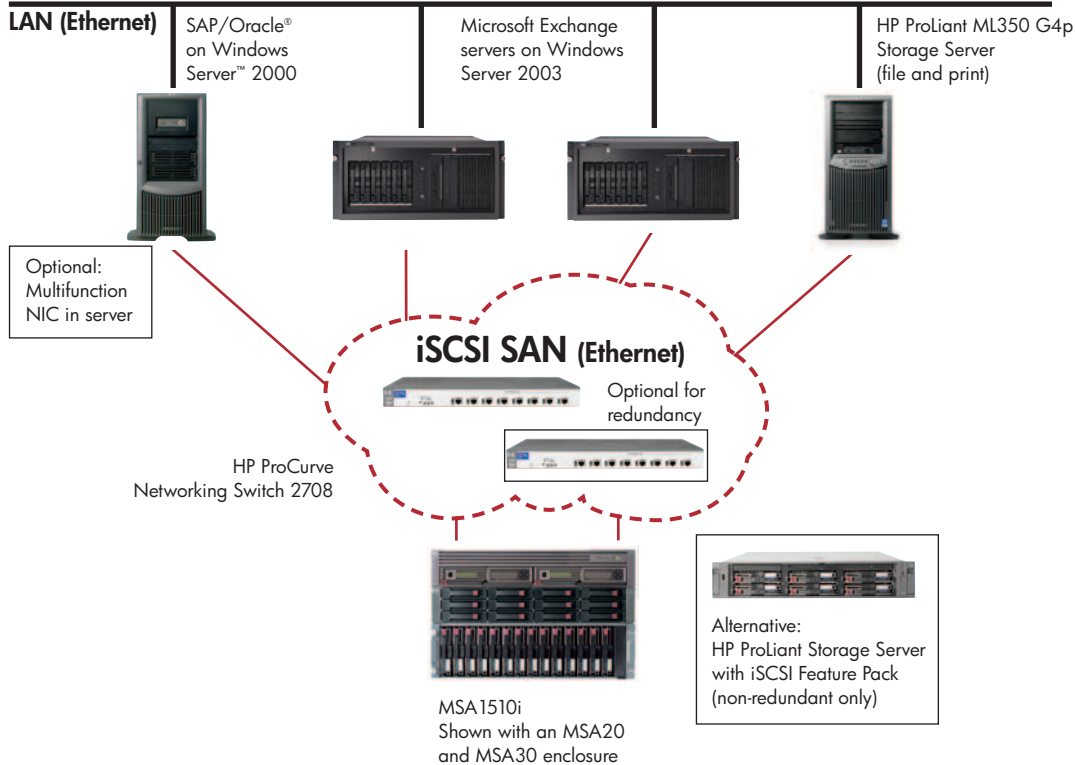 LAN (Ethernet)
SAP/Oracle®
on Windows
Server™ 2000
Microsoft Exchange
servers on Windows
Server 2003
HP ProLiant ML350 G4p
Storage Server
(file and print)
Optional:
Multifunction
NIC in server
iSCSI SAN (Ethernet)
Optional for
redundancy
HP ProCurve
Networking Switch 2708
Alternative:
HP ProLiant Storage Server
with iSCSI Feature Pack
(non-redundant only)
MSA1510i
Shown with an MSA20
and MSA30 enclosure